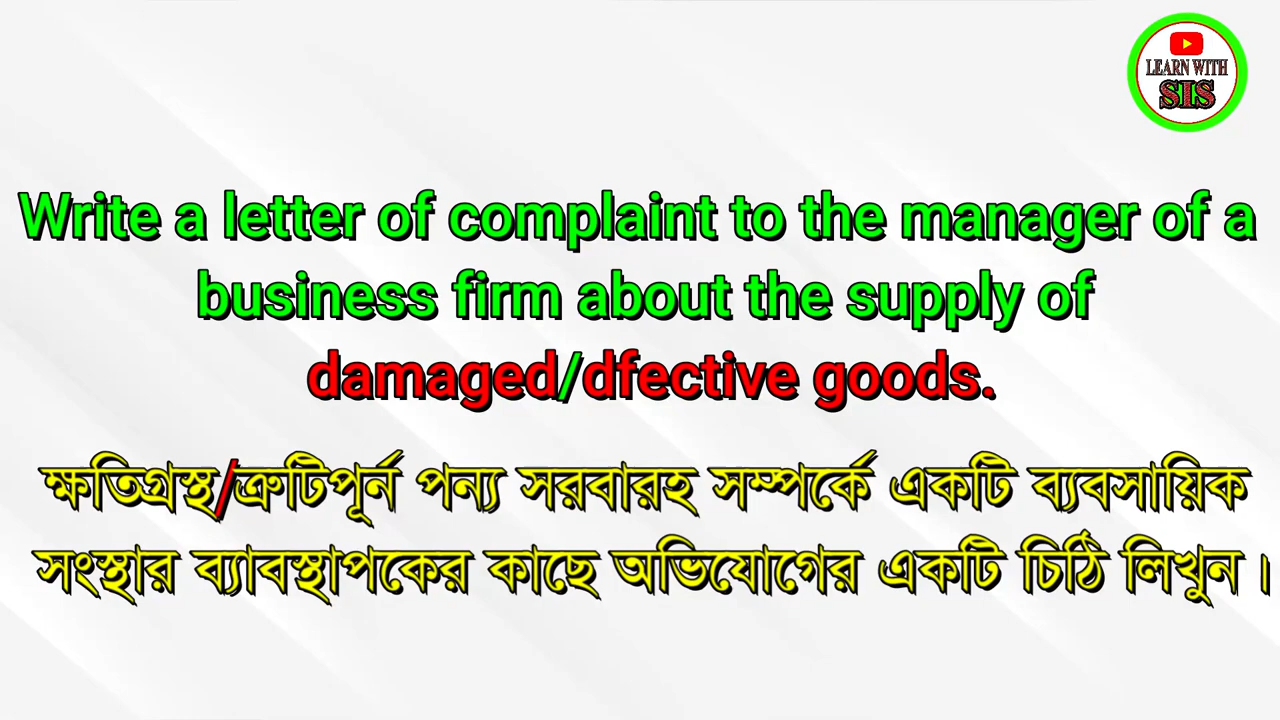 LEARN WITH
SIS
Write a letter of complaint to the manager of a
business firm about the supply of
damaged/dfective goods.
ক্ষতিগ্রস্থ/ত্রুটিপূর্ন পন্য সরবারহ সম্পর্কে একটি ব্যবসায়িক
সংস্থার ব্যাবস্থাপকের কাছে অভিযোগের একটি চিঠি লিখুন।